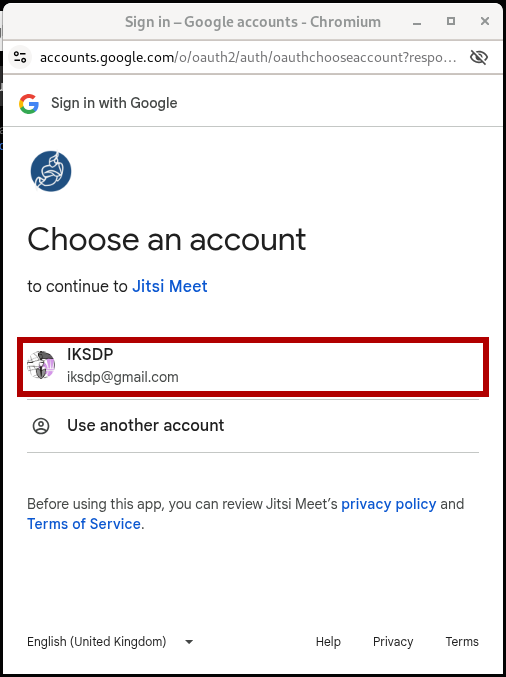 Sign in – Google accounts - Chromium
accounts.google.com/o/oauth2/auth/oauthchooseaccount?respo...
Sign in with Google
Choose an account
to continue to Jitsi Meet
IKSDP
iksdp@gmail.com
Use another account
Before using this app, you can review Jitsi Meet’s privacy policy and
Terms of Service.
English (United Kingdom) Help Privacy Terms